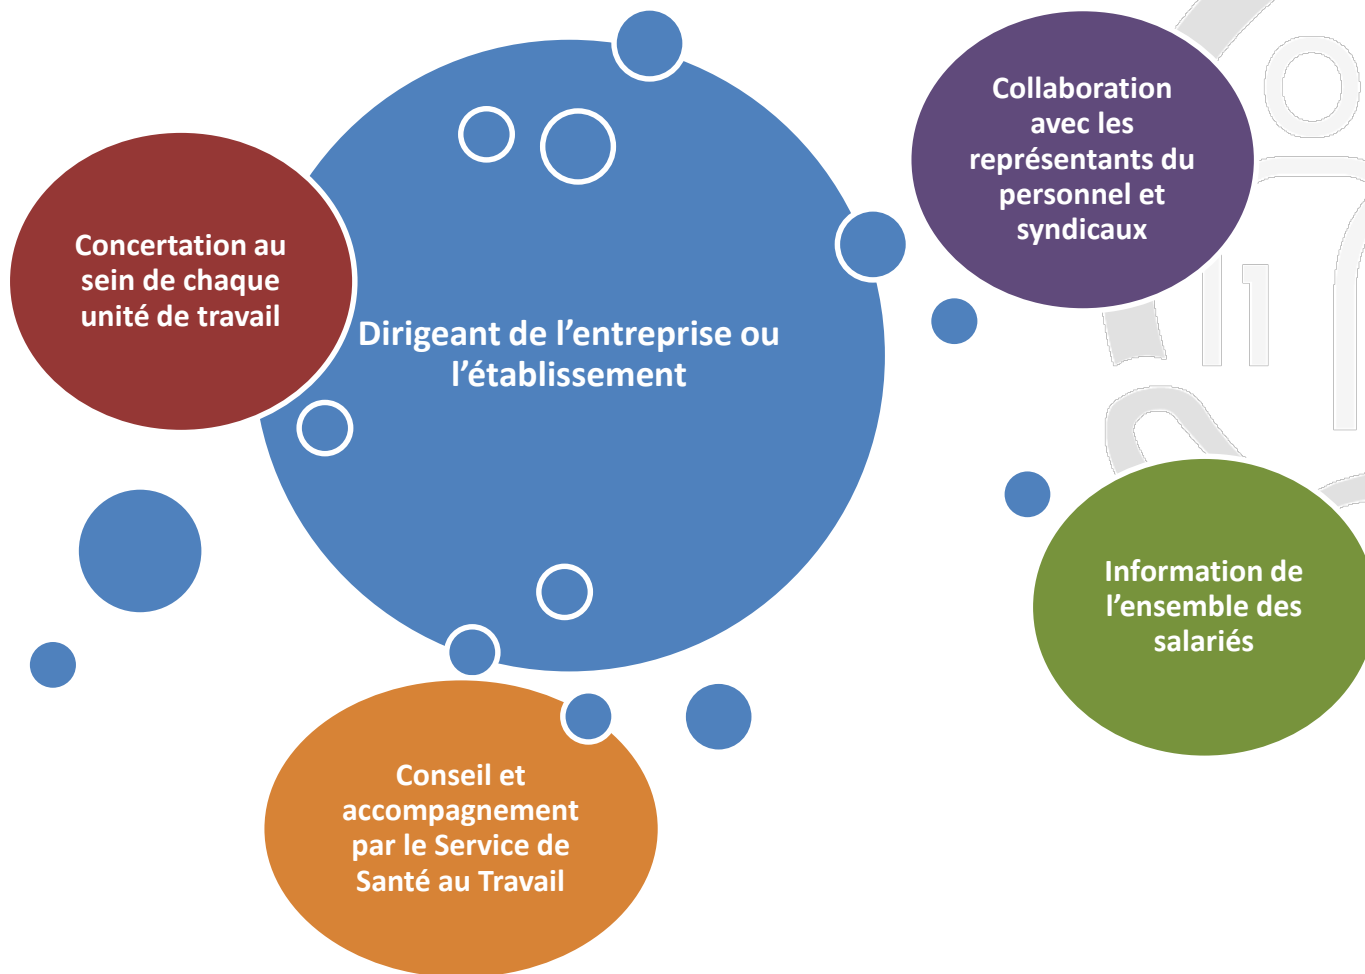 Collaboration
avec les
représentants du
personnel et
syndicaux
Concertation au
sein de chaque
unité de travail
Dirigeant de l’entreprise ou
l’établissement
Information de
l’ensemble des
salariés
Conseil et
accompagnement
par le Service de
Santé au Travail